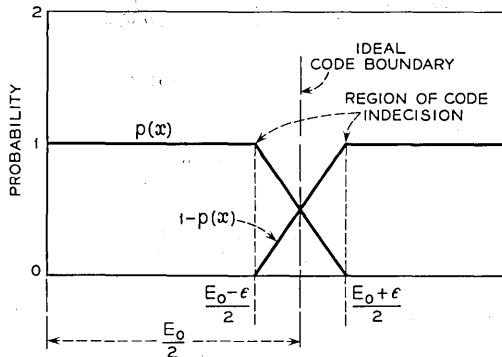 2
IDEAL
CODE BOUNDARY
REGION OF CODE
INDECISION
p(x)
1
PROBABILITY
1-p(x)
0
E₀-ϵ
2
E₀+ϵ
2
E₀
2